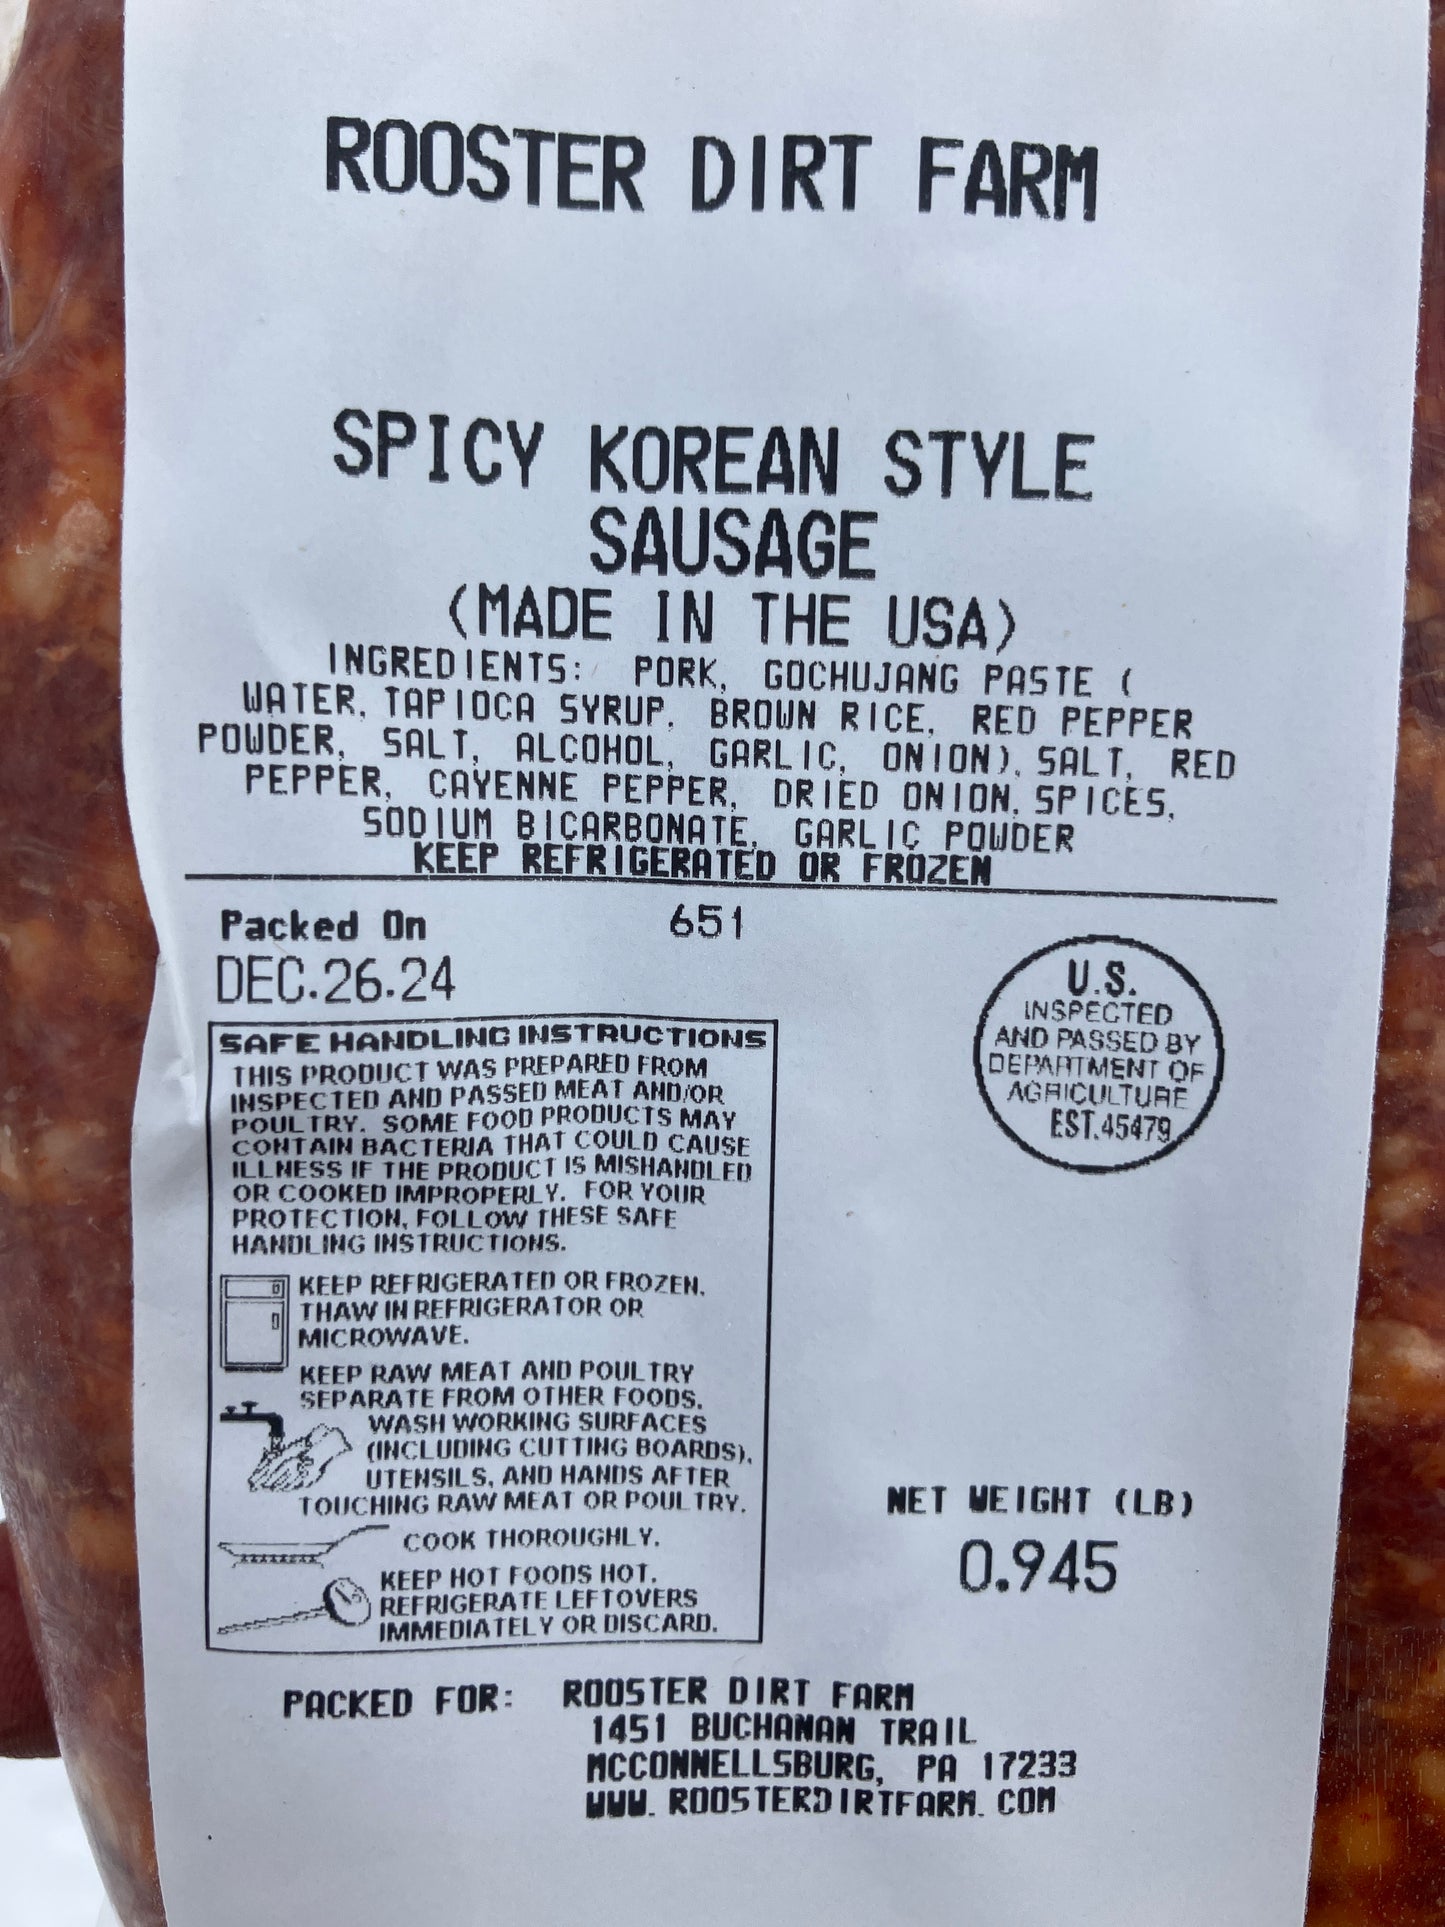 ROOSTER DIRT FARM
SPICY KOREAN STYLE
SAUSAGE
(MADE IN THE USA)
INGREDIENTS: PORK, GOCHUJANG PASTE (
WATER, TAPIOCA SYRUP, BROWN RICE, RED PEPPER
POWDER, SALT, ALCOHOL, GARLIC, ONION), SALT, RED
PEPPER, CAYENNE PEPPER, DRIED ONION, SPICES,
SODIUM BICARBONATE, GARLIC POWDER
KEEP REFRIGERATED OR FROZEN
Packed On 651
DEC.26.24
U.S.
INSPECTED
AND PASSED BY
DEPARTMENT OF
AGRICULTURE
EST.45479
SAFE HANDLING INSTRUCTIONS
THIS PRODUCT WAS PREPARED FROM
INSPECTED AND PASSED MEAT AND/OR
POULTRY. SOME FOOD PRODUCTS MAY
CONTAIN BACTERIA THAT COULD CAUSE
ILLNESS IF THE PRODUCT IS MISHANDLED
OR COOKED IMPROPERLY. FOR YOUR
PROTECTION, FOLLOW THESE SAFE
HANDLING INSTRUCTIONS.
KEEP REFRIGERATED OR FROZEN.
THAW IN REFRIGERATOR OR
MICROWAVE.
KEEP RAW MEAT AND POULTRY
SEPARATE FROM OTHER FOODS.
WASH WORKING SURFACES
(INCLUDING CUTTING BOARDS),
UTENSILS, AND HANDS AFTER
TOUCHING RAW MEAT OR POULTRY.
COOK THOROUGHLY.
KEEP HOT FOODS HOT.
REFRIGERATE LEFTOVERS
IMMEDIATELY OR DISCARD.
NET WEIGHT (LB)
0.945
PACKED FOR: ROOSTER DIRT FARM
1451 BUCHANAN TRAIL
MCCONNELLSBURG, PA 17233
WWW.ROOSTERDIRTFARM.COM